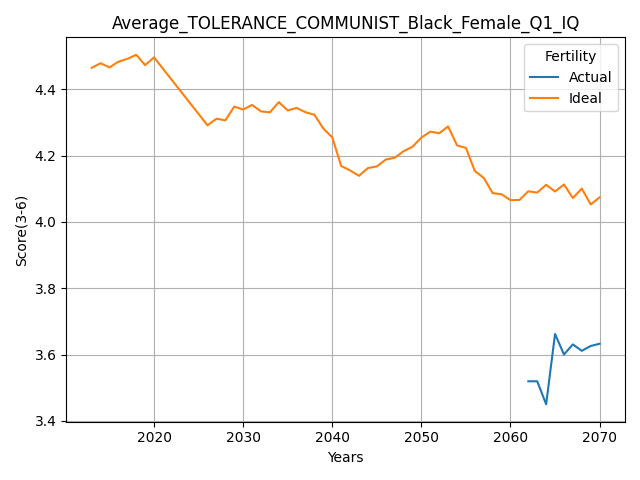 Average_TOLERANCE_COMMUNIST_Black_Female_Q1_IQ
Fertility
Actual
Ideal
Score(3-6)
4.4
4.2
4.0
3.8
3.6
3.4
2020 2030 2040 2050 2060 2070
Years